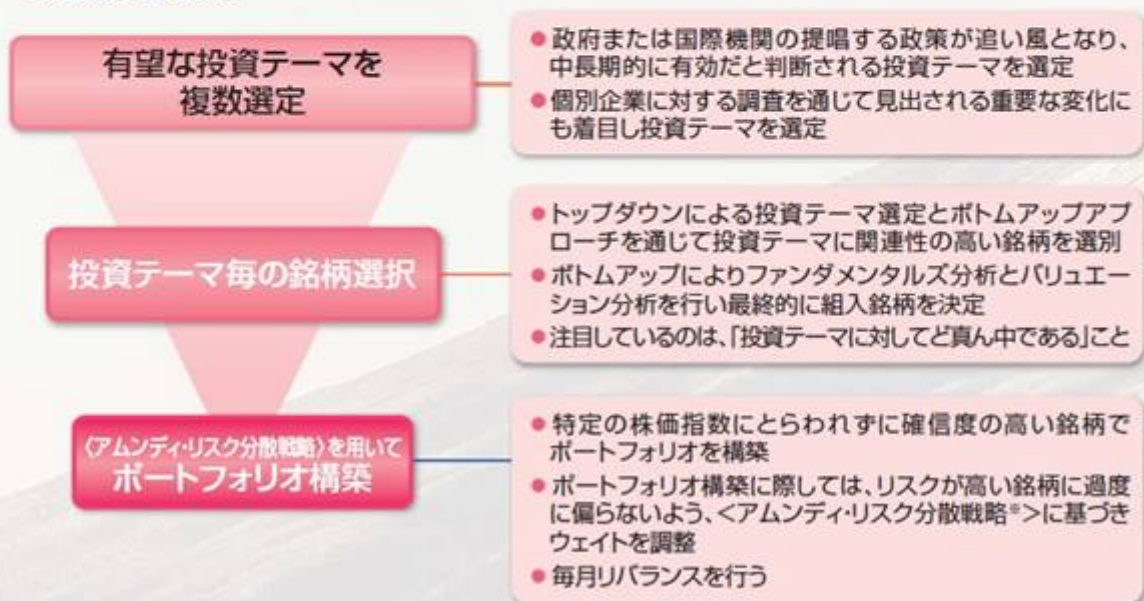 有望な投資テーマを
複数選定
●政府または国際機関の提唱する政策が追い風となり、
中長期的に有効だと判断される投資テーマを選定
●個別企業に対する調査を通じて見出される重要な変化に
も着目し投資テーマを選定
投資テーマ毎の銘柄選択
●トップダウンによる投資テーマ選定とボトムアップアプ
ローチを通じて投資テーマに関連性の高い銘柄を選別
●ボトムアップによりファンダメンタルズ分析とバリュエー
ション分析を行い最終的に組入銘柄を決定
●注目しているのは、「投資テーマに対してど真ん中である」こと
〈アムンディ・リスク分散戦略〉を用いて
ポートフォリオ構築
●特定の株価指数にとらわれずに確信度の高い銘柄で
ポートフォリオを構築
●ポートフォリオ構築に際しては、リスクが高い銘柄に過度
に偏らないよう、<アムンディ・リスク分散戦略※>に基づき
ウェイトを調整
●毎月リバランスを行う